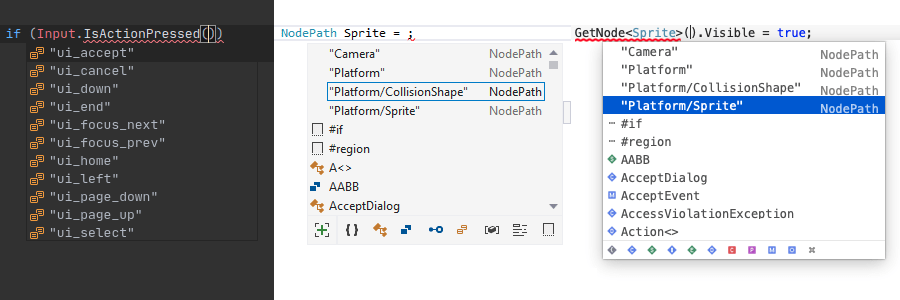 if (Input.IsActionPressed())
"ui_accept"
"ui_cancel"
"ui_down"
"ui_end"
"ui_focus_next"
"ui_focus_prev"
"ui_home"
"ui_left"
"ui_page_down"
"ui_page_up"
"ui_select"
NodePath Sprite = ;
"Camera" NodePath
"Platform" NodePath
"Platform/CollisionShape" NodePath
"Platform/Sprite" NodePath
#if
#region
A<>
AABB
AcceptDialog
GetNode<Sprite>().Visible = true;
"Camera" NodePath
"Platform" NodePath
"Platform/CollisionShape" NodePath
"Platform/Sprite" NodePath
#if
#region
AABB
AcceptDialog
AcceptEvent
AccessViolationException
Action<>